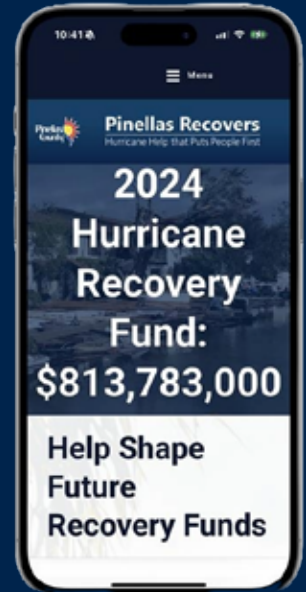 10:41
Menu
Pinellas County
Pinellas Recovers
Hurricane Help that Puts People First
2024
Hurricane
Recovery
Fund:
$813,783,000
Help Shape
Future
Recovery Funds